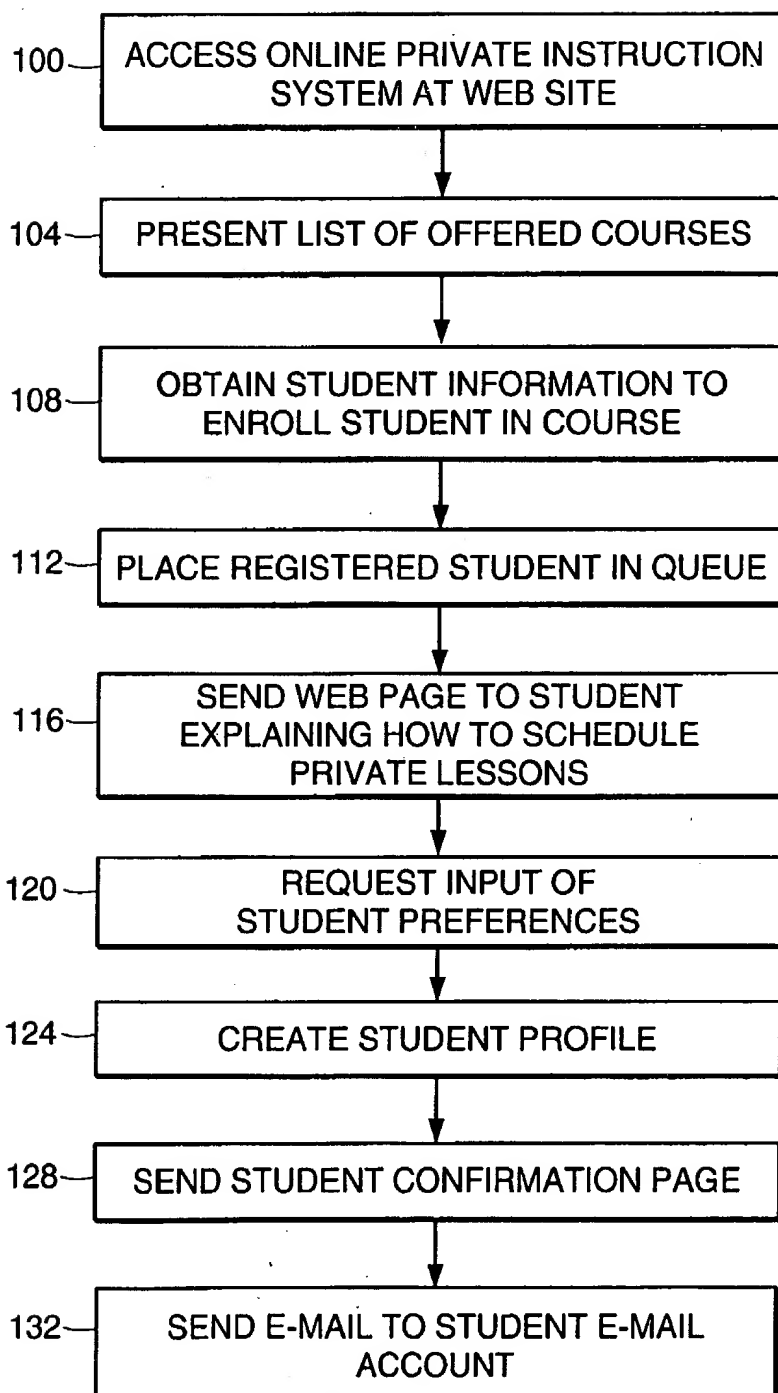 100
ACCESS ONLINE PRIVATE INSTRUCTION
SYSTEM AT WEB SITE
104
PRESENT LIST OF OFFERED COURSES
108
OBTAIN STUDENT INFORMATION TO
ENROLL STUDENT IN COURSE
112
PLACE REGISTERED STUDENT IN QUEUE
116
SEND WEB PAGE TO STUDENT
EXPLAINING HOW TO SCHEDULE
PRIVATE LESSONS
120
REQUEST INPUT OF
STUDENT PREFERENCES
124
CREATE STUDENT PROFILE
128
SEND STUDENT CONFIRMATION PAGE
132
SEND E-MAIL TO STUDENT E-MAIL
ACCOUNT